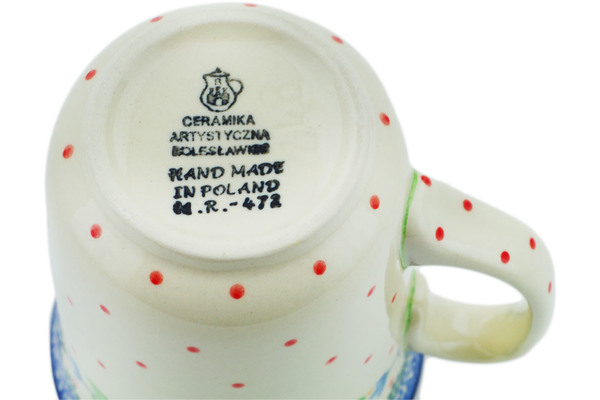 CERAMIKA
ARTYSTYCZNA
BOLESŁAWIEC
HAND MADE
IN POLAND
M.R.-472